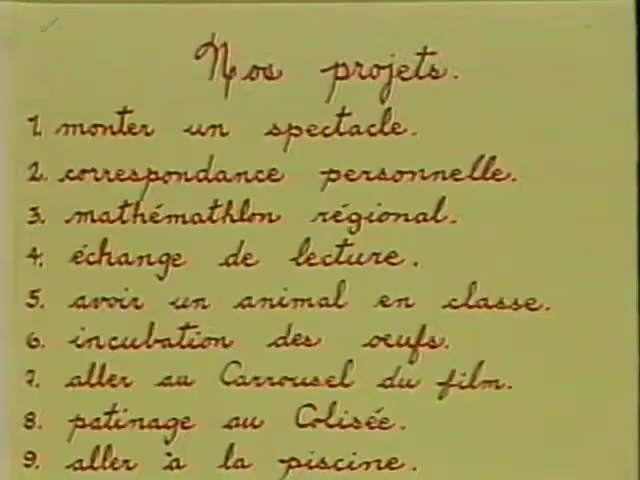 Nos projets.
1. monter un spectacle.
2. correspondance personnelle.
3. mathémathlon régional.
4. échange de lecture.
5. avoir un animal en classe.
6. incubation des oeufs.
7. aller au Carrousel du film.
8. patinage au Colisée.
9. aller à la piscine.